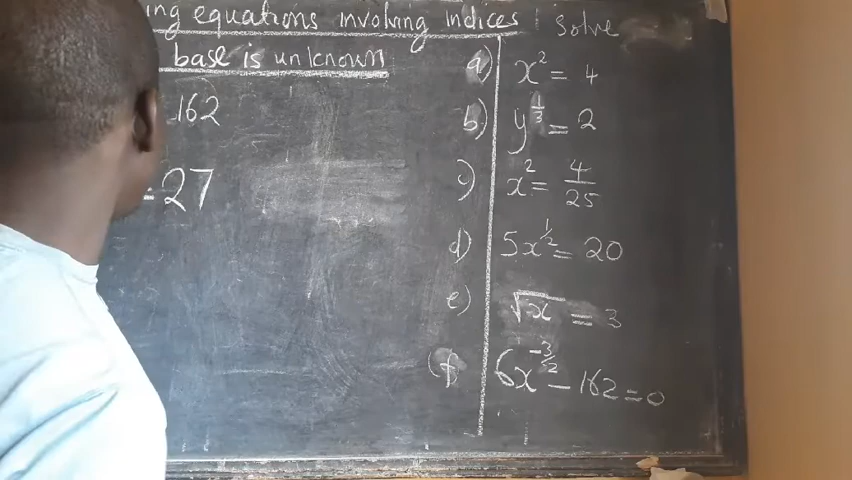 ing equations involving indices
base is unknown
162
=27
Solve
a) x² = 4
b) y^(1/3) = 2
c) x² = 4/25
d) 5x^(1/2) = 20
e) √x = 3
(f) 6x^(-3/2) - 162 = 0